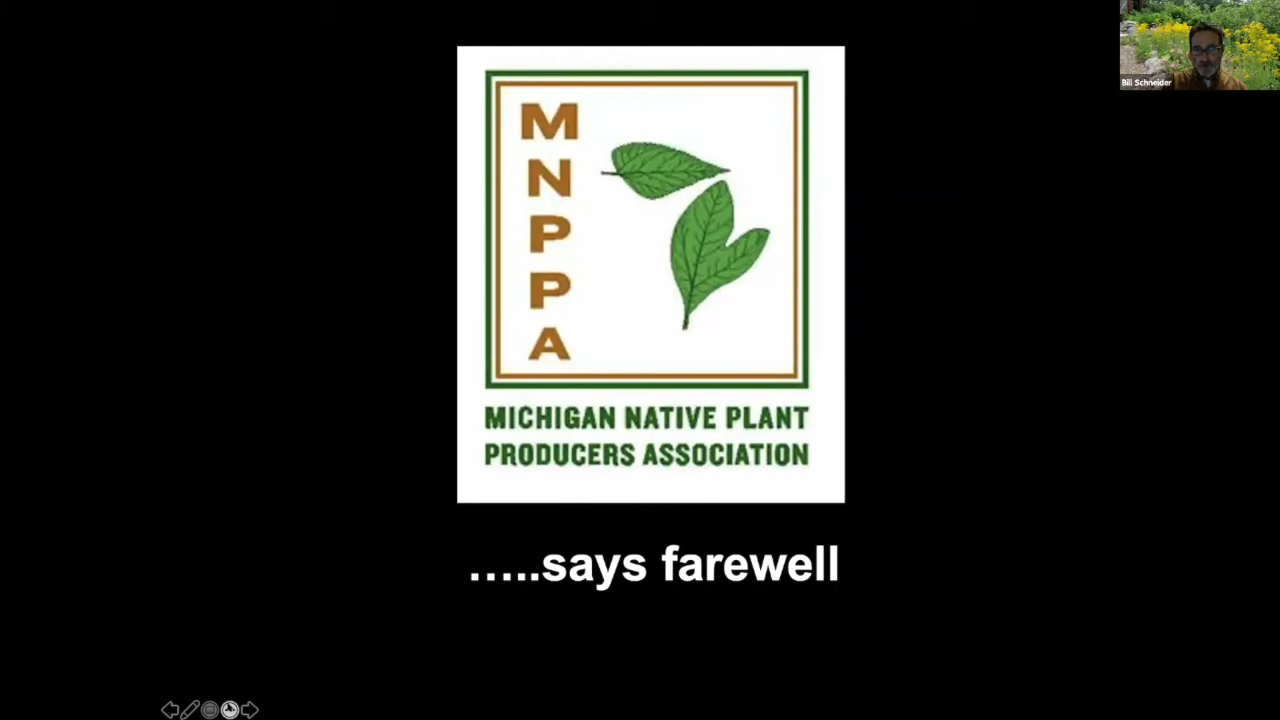 Bill Schneider
M
N
P
P
A
MICHIGAN NATIVE PLANT
PRODUCERS ASSOCIATION
…..says farewell